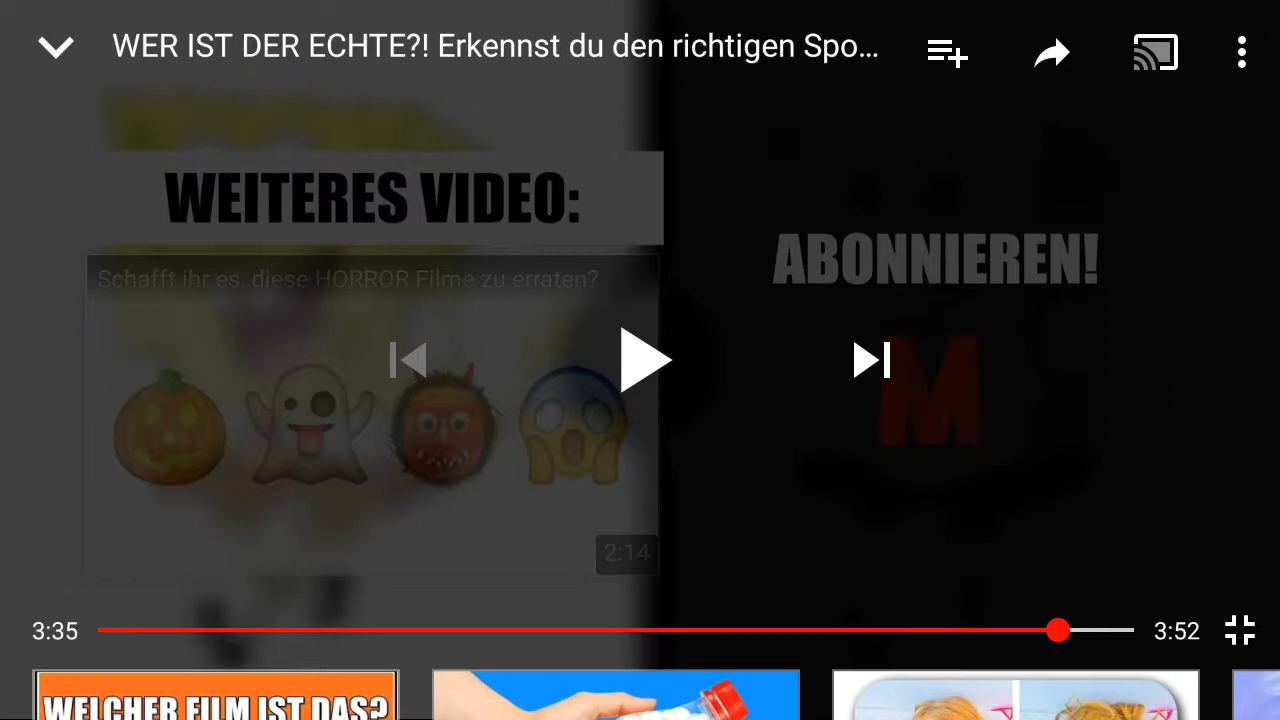 WER IST DER ECHTE?! Erkennst du den richtigen Spo...
WEITERES VIDEO:
Schafft ihr es, diese HORROR Filme zu erraten?
ABONNIEREN!
M
2:14
3:35
3:52
WELCHER FILM IST DAS?